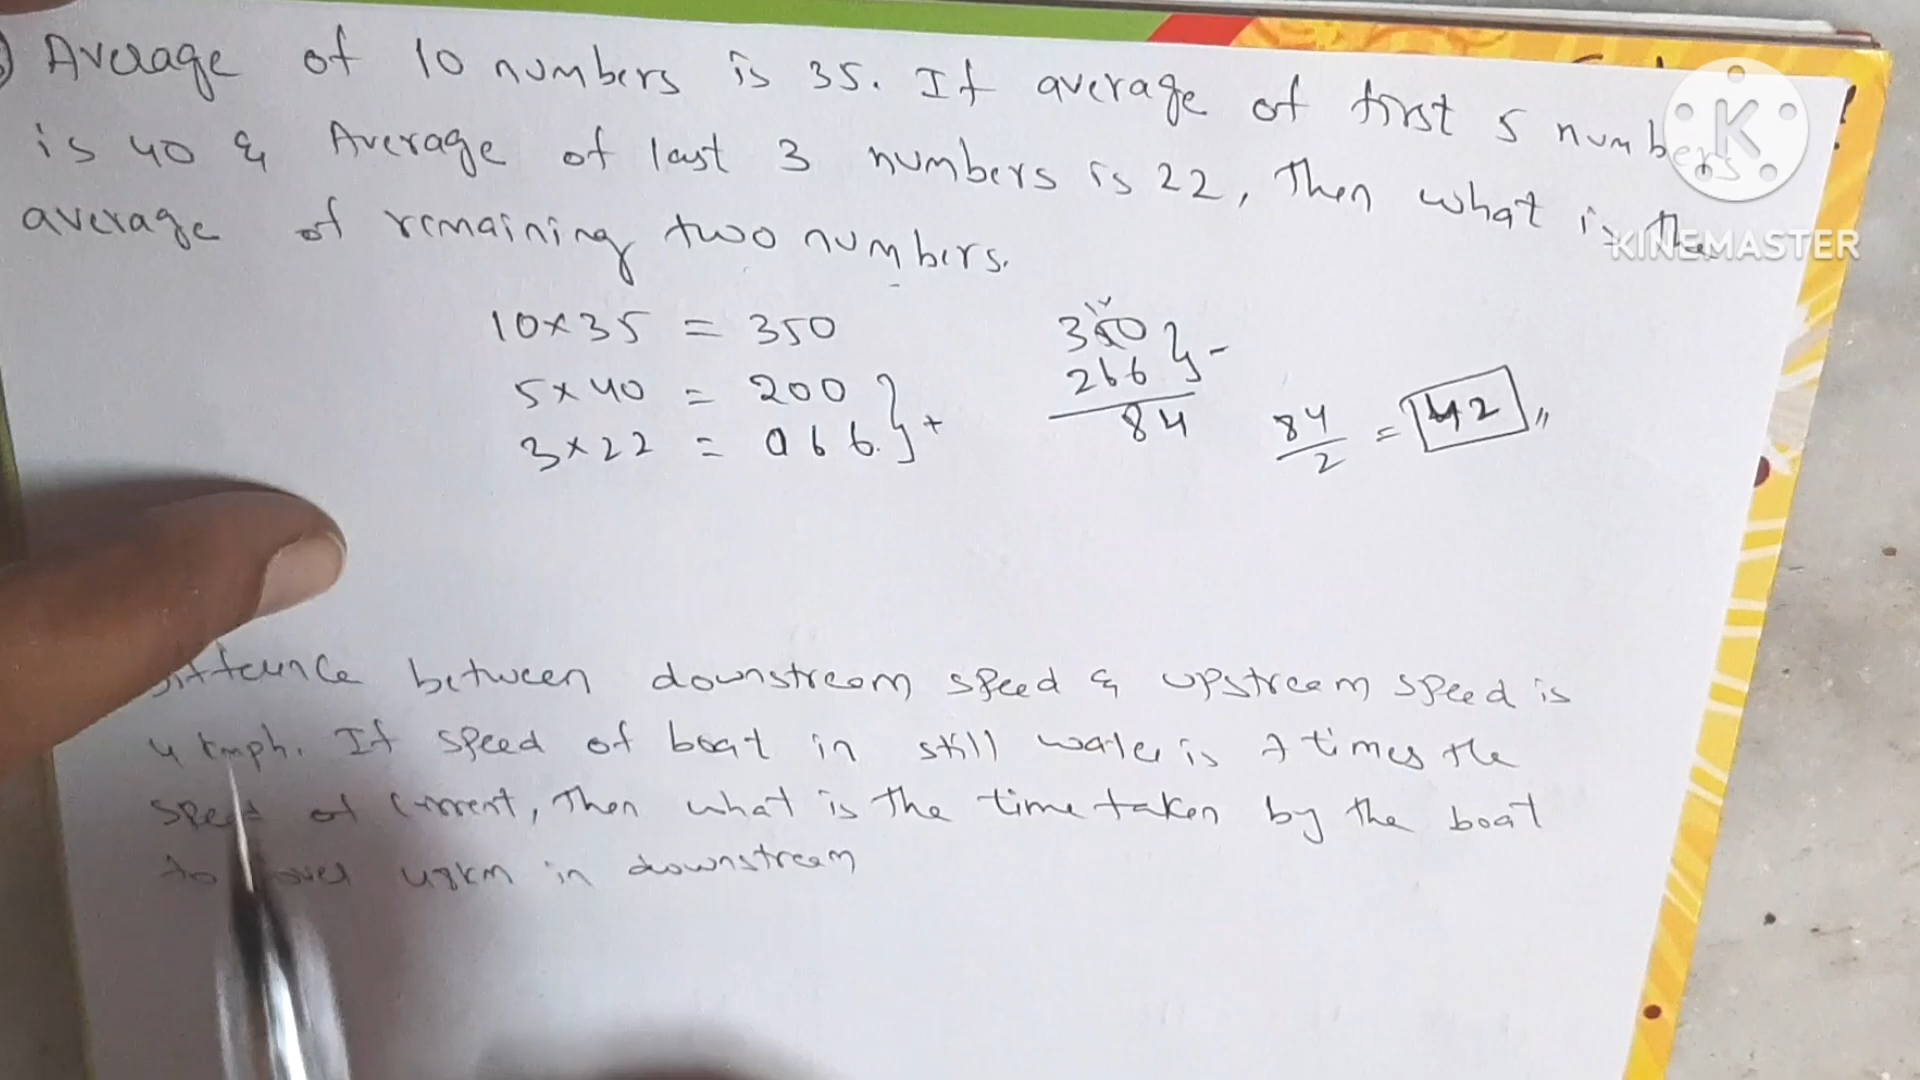 Average of 10 numbers is 35. If average of first 5 numbers
is 40 & Average of last 3 numbers is 22, Then what is the
average of remaining two numbers.
10×35 = 350
5×40 = 200 } +
3×22 = 066.
350 } -
266
84
84/2 = 42 〃
between downstream speed & upstream speed is
4 kmph. If speed of boat in still water is 7 times the
speed of current, Then what is the time taken by the boat
to 48km in downstream
K
KINEMASTER